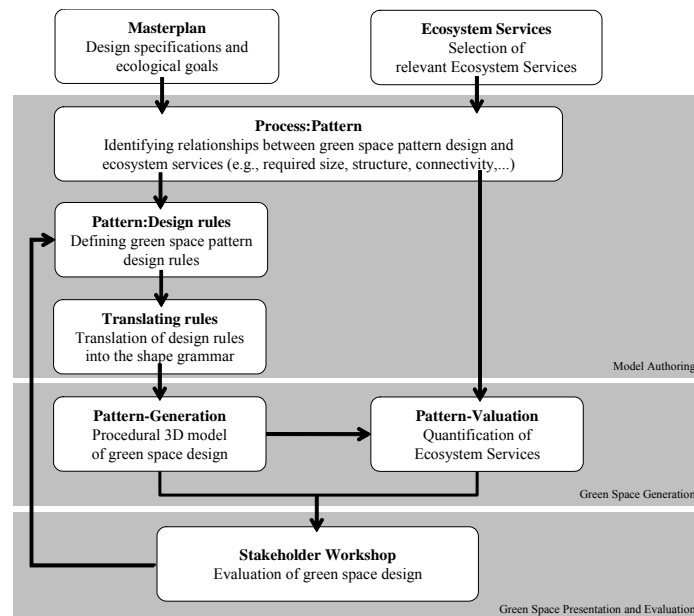 Masterplan
Design specifications and
ecological goals
Ecosystem Services
Selection of
relevant Ecosystem Services
Process:Pattern
Identifying relationships between green space pattern design and
ecosystem services (e.g., required size, structure, connectivity,...)
Pattern:Design rules
Defining green space pattern
design rules
Translating rules
Translation of design rules
into the shape grammar
Model Authoring
Pattern-Generation
Procedural 3D model
of green space design
Pattern-Valuation
Quantification of
Ecosystem Services
Green Space Generation
Stakeholder Workshop
Evaluation of green space design
Green Space Presentation and Evaluation